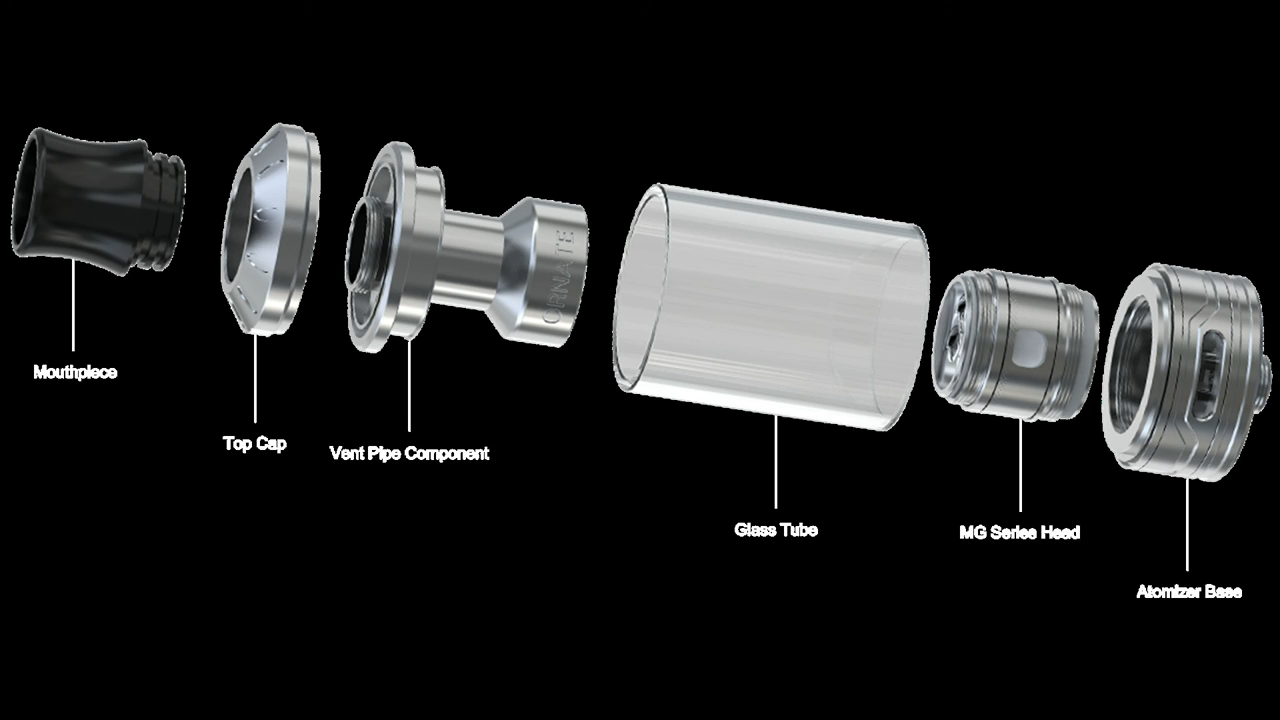 Mouthpiece
Top Cap
Vent Pipe Component
ORNATE
Glass Tube
MG Series Head
Atomizer Base